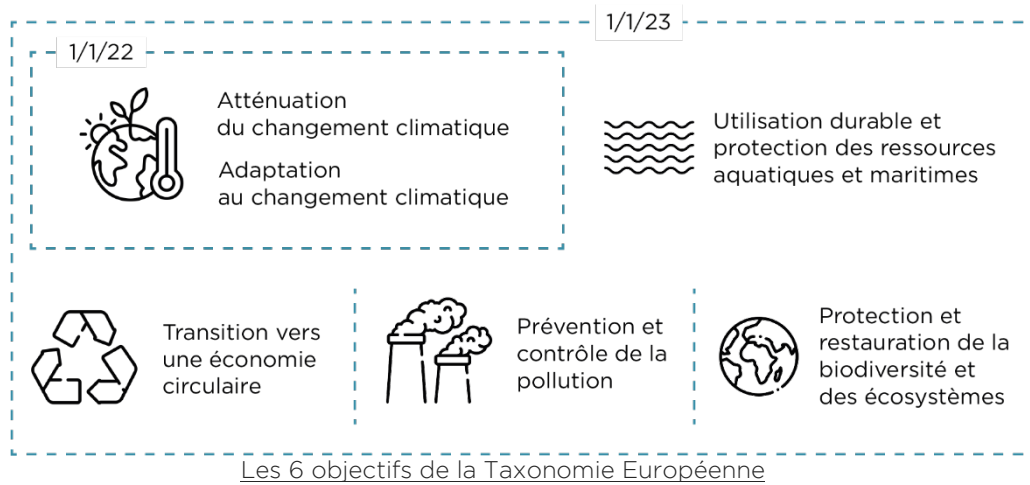 1/1/23
1/1/22
Atténuation
du changement climatique
Adaptation
au changement climatique
Utilisation durable et
protection des ressources
aquatiques et maritimes
Transition vers
une économie
circulaire
Prévention et
contrôle de la
pollution
Protection et
restauration de la
biodiversité et
des écosystèmes
Les 6 objectifs de la Taxonomie Européenne